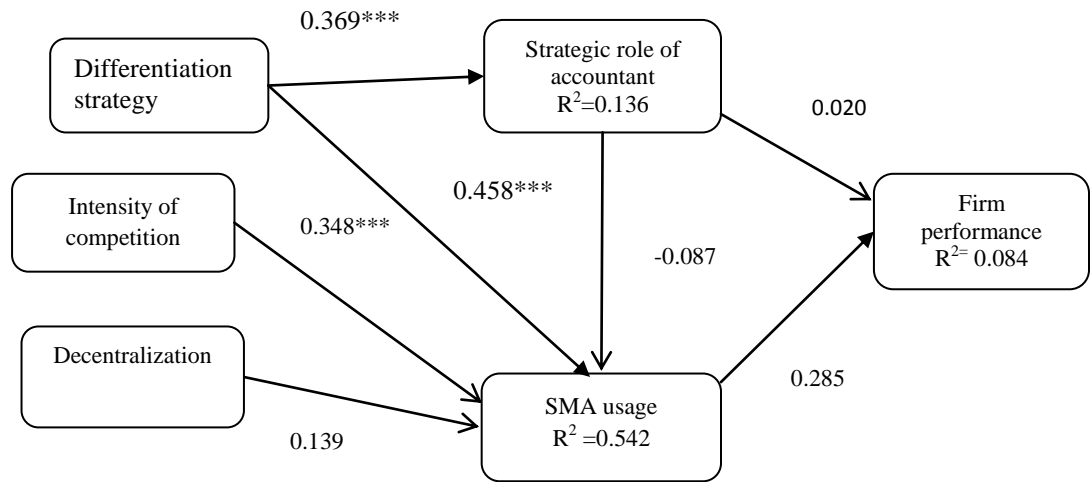 0.369***
Differentiation
strategy
Strategic role of
accountant
R²=0.136
0.020
Intensity of
competition
0.348***
0.458***
-0.087
Firm
performance
R²⁼ 0.084
Decentralization
0.139
SMA usage
R² =0.542
0.285